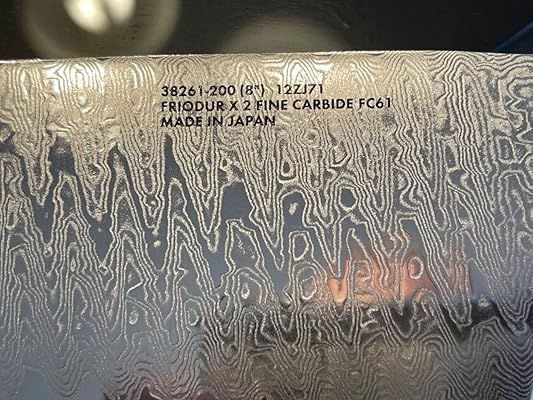 38261-200 (8") 12ZJ71
FRIODUR X 2 FINE CARBIDE FC61
MADE IN JAPAN